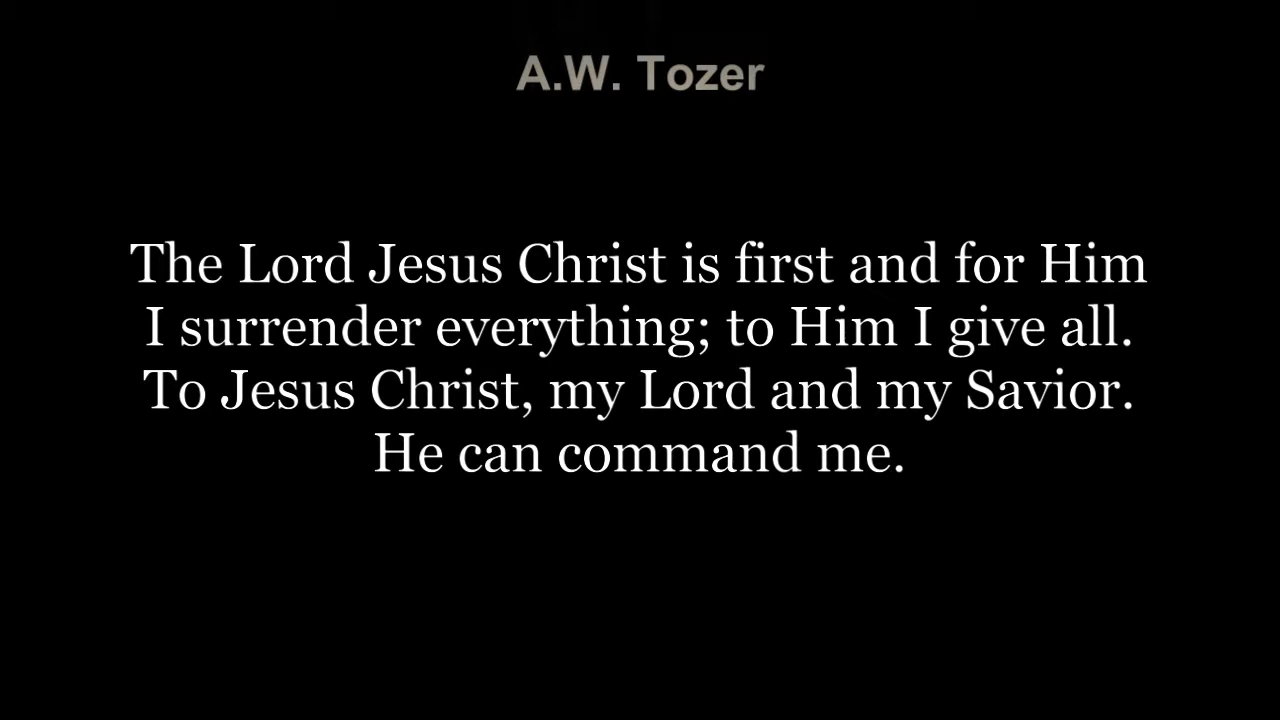 A.W. Tozer
The Lord Jesus Christ is first and for Him
I surrender everything; to Him I give all.
To Jesus Christ, my Lord and my Savior.
He can command me.